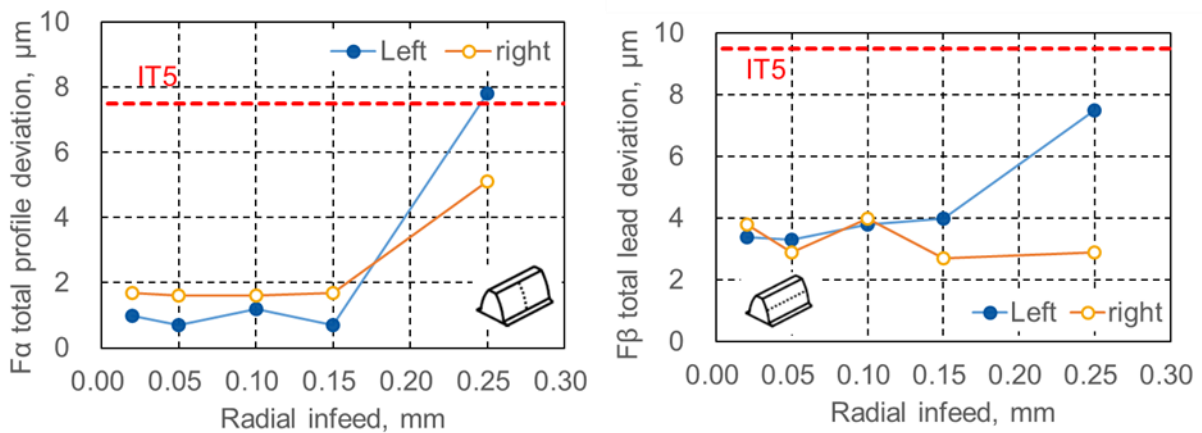 Fα total profile deviation, μm
10
8
6
4
2
0
IT5
Left
right
0.00 0.05 0.10 0.15 0.20 0.25 0.30
Radial infeed, mm
Fβ total lead deviation, μm
10
8
6
4
2
0
IT5
Left
right
0.00 0.05 0.10 0.15 0.20 0.25 0.30
Radial infeed, mm